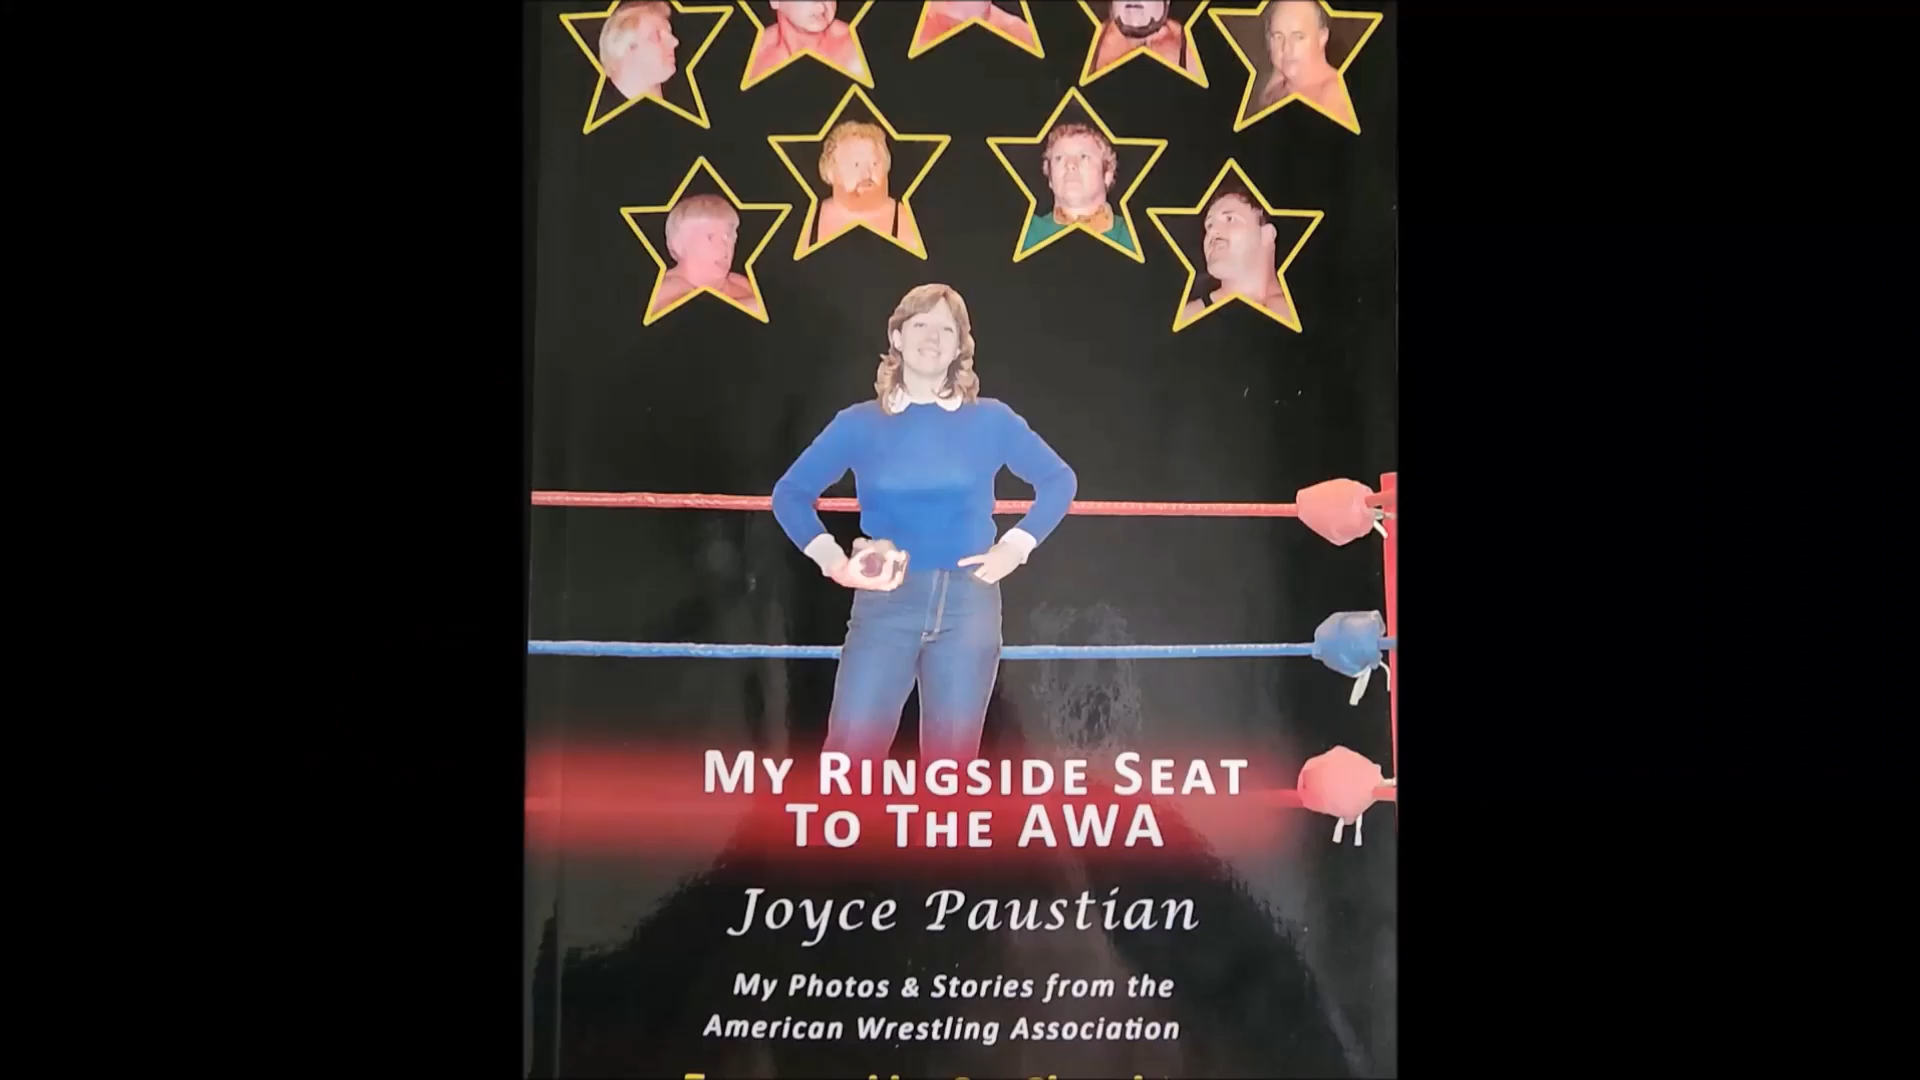 My Ringside Seat
To The AWA
Joyce Paustian
My Photos & Stories from the
American Wrestling Association